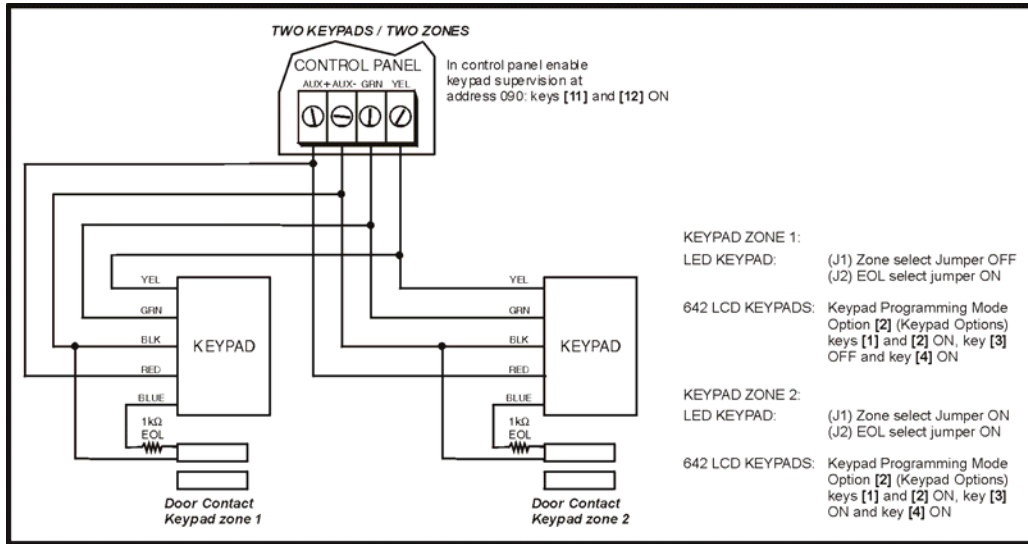 TWO KEYPADS / TWO ZONES
CONTROL PANEL
AUX+ AUX- GRN YEL
In control panel enable
keypad supervision at
address 090: keys [11] and [12] ON
YEL
GRN
BLK
RED
BLUE
KEYPAD
1kΩ
EOL
Door Contact
Keypad zone 1
YEL
GRN
BLK
RED
BLUE
KEYPAD
1kΩ
EOL
Door Contact
Keypad zone 2
KEYPAD ZONE 1:
LED KEYPAD: (J1) Zone select Jumper OFF
(J2) EOL select jumper ON
642 LCD KEYPADS: Keypad Programming Mode
Option [2] (Keypad Options)
keys [1] and [2] ON, key [3]
OFF and key [4] ON
KEYPAD ZONE 2:
LED KEYPAD: (J1) Zone select Jumper ON
(J2) EOL select jumper ON
642 LCD KEYPADS: Keypad Programming Mode
Option [2] (Keypad Options)
keys [1] and [2] ON, key [3]
ON and key [4] ON